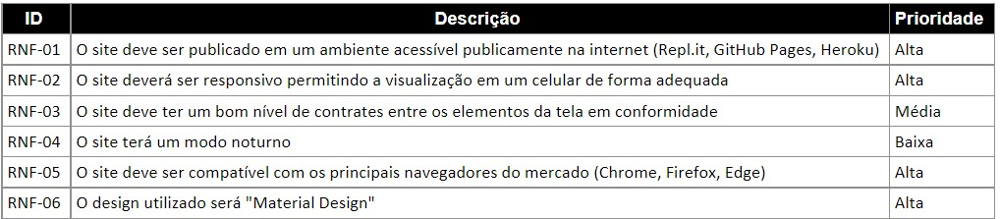 ID Descrição Prioridade
RNF-01 O site deve ser publicado em um ambiente acessível publicamente na internet (Repl.it, GitHub Pages, Heroku) Alta
RNF-02 O site deverá ser responsivo permitindo a visualização em um celular de forma adequada Alta
RNF-03 O site deve ter um bom nível de contrates entre os elementos da tela em conformidade Média
RNF-04 O site terá um modo noturno Baixa
RNF-05 O site deve ser compatível com os principais navegadores do mercado (Chrome, Firefox, Edge) Alta
RNF-06 O design utilizado será "Material Design" Alta